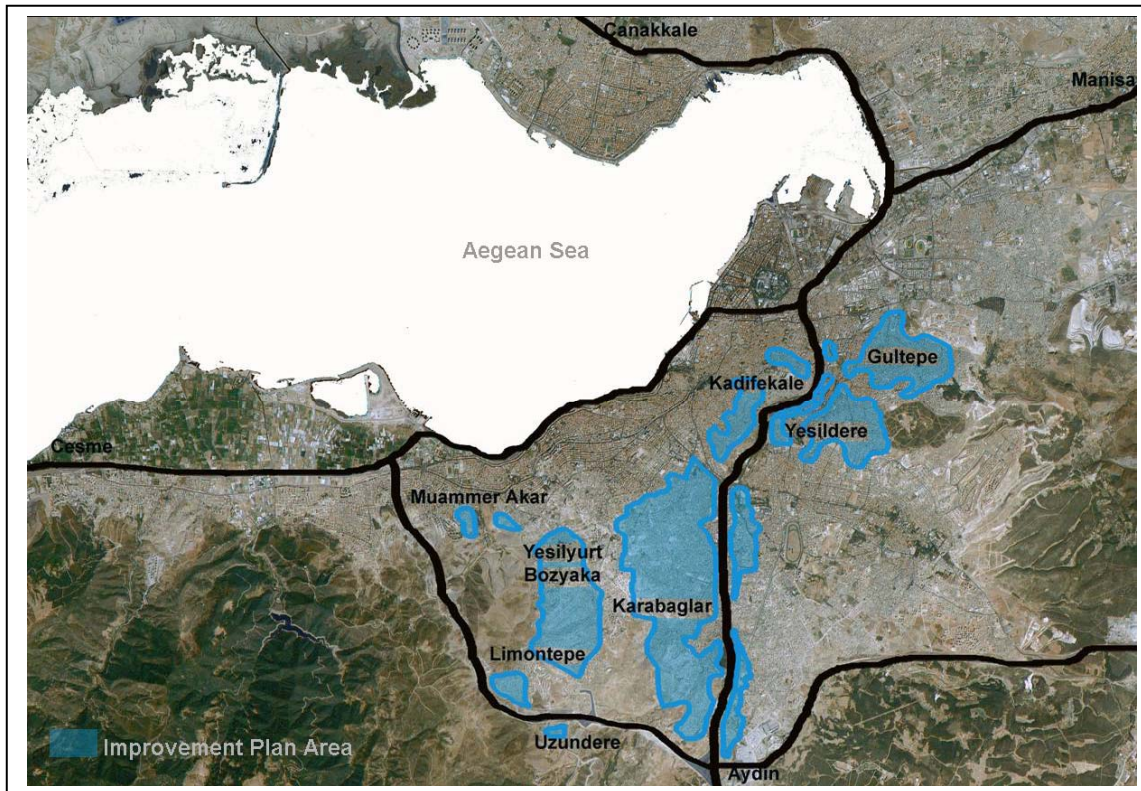 Canakkale
Manisa
Aegean Sea
Gultepe
Kadifekale
Yesildere
Cesme
Muammer Akar
Yesilyurt
Bozyaka
Karabaglar
Limontepe
Uzundere
Improvement Plan Area
Aydin